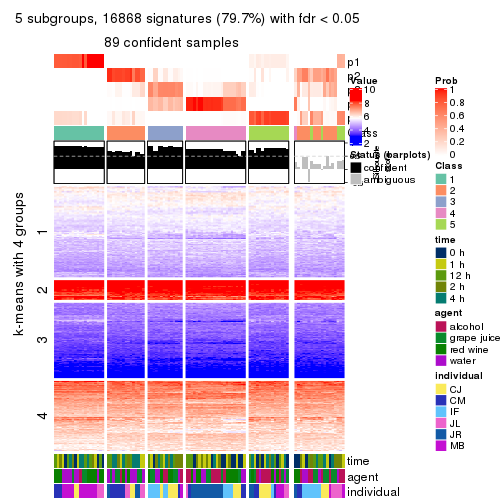 5 subgroups, 16868 signatures (79.7%) with fdr < 0.05
89 confident samples
p1
p2
k-means with 4 groups
1
2
3
4
time
agent
individual
Value
10
8
6
4
2
Status (barplots)
confident
ambiguous
Prob
1
0.8
0.6
0.4
0.2
0
Class
1
2
3
4
5
time
0 h
1 h
12 h
2 h
4 h
agent
alcohol
grape juice
red wine
water
individual
CJ
CM
IF
JL
JR
MB